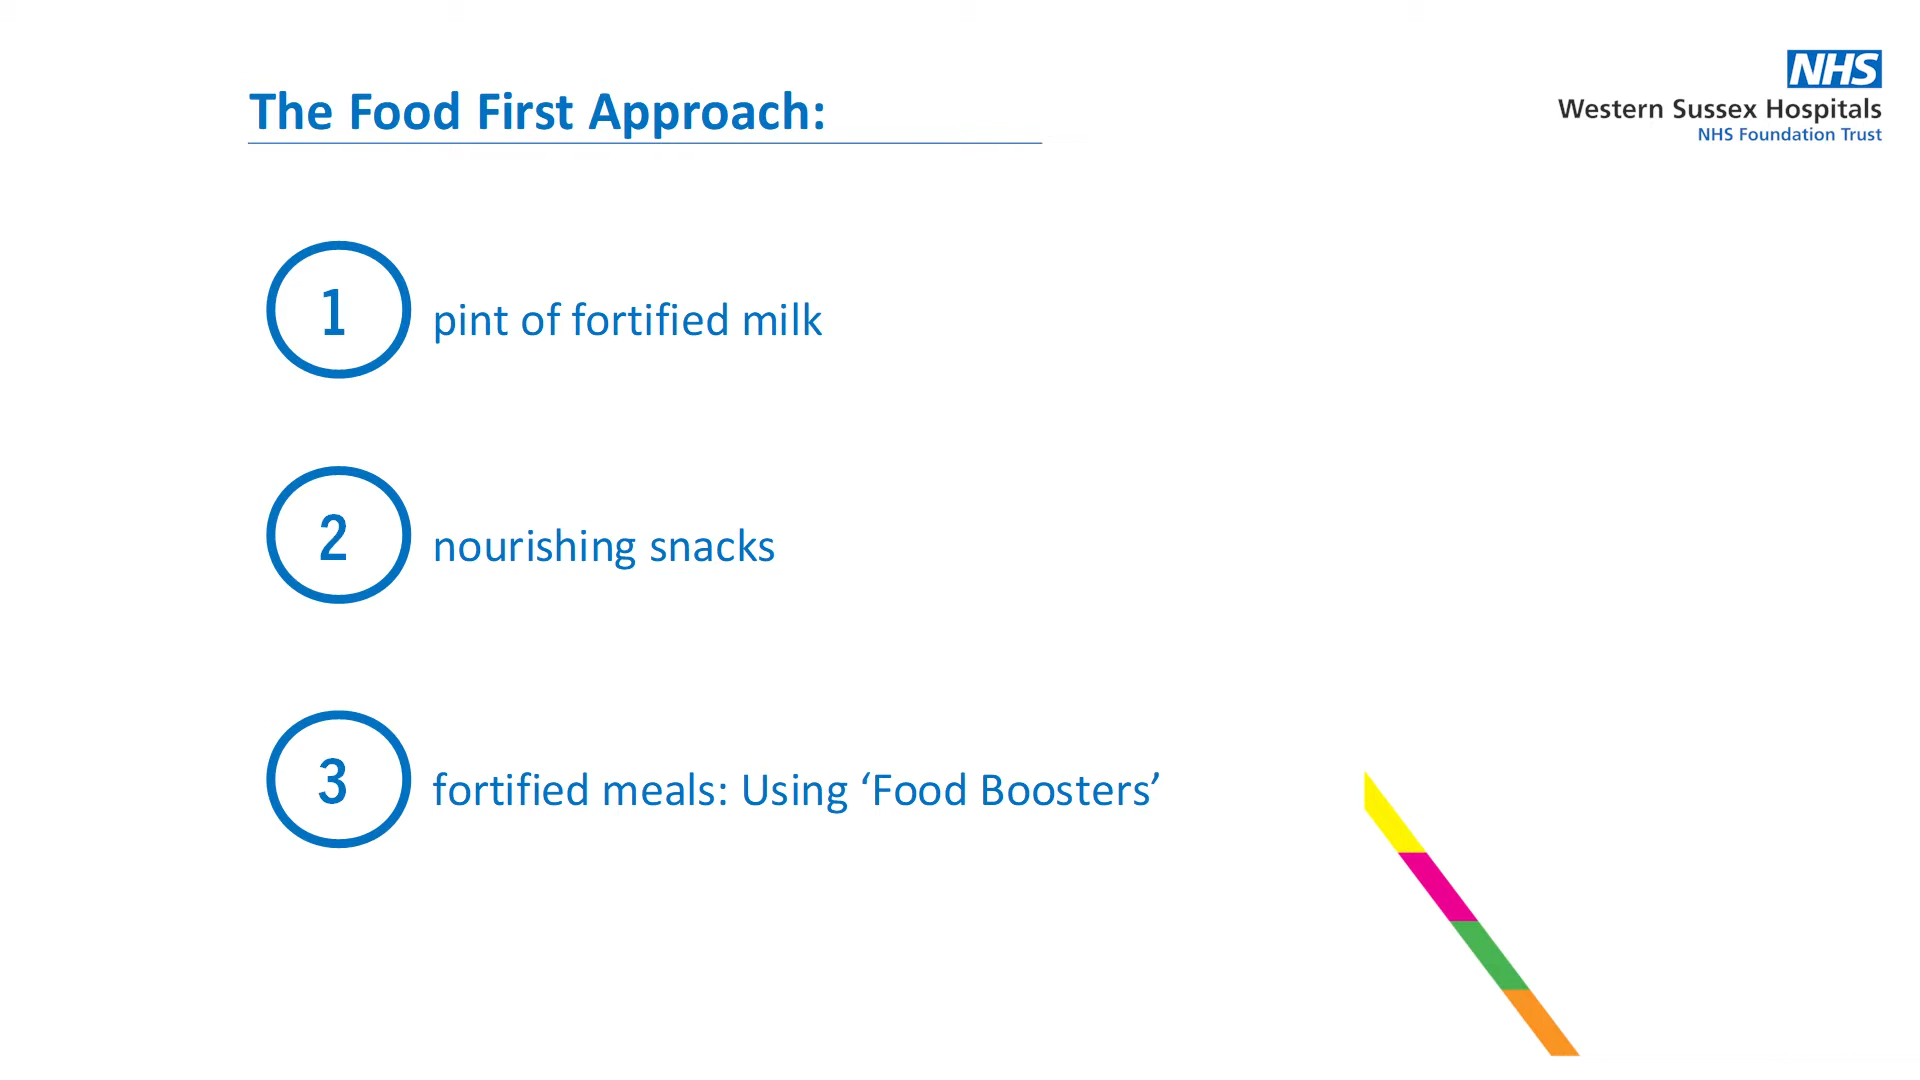 The Food First Approach:
NHS
Western Sussex Hospitals
NHS Foundation Trust
1 pint of fortified milk
2 nourishing snacks
3 fortified meals: Using ‘Food Boosters’